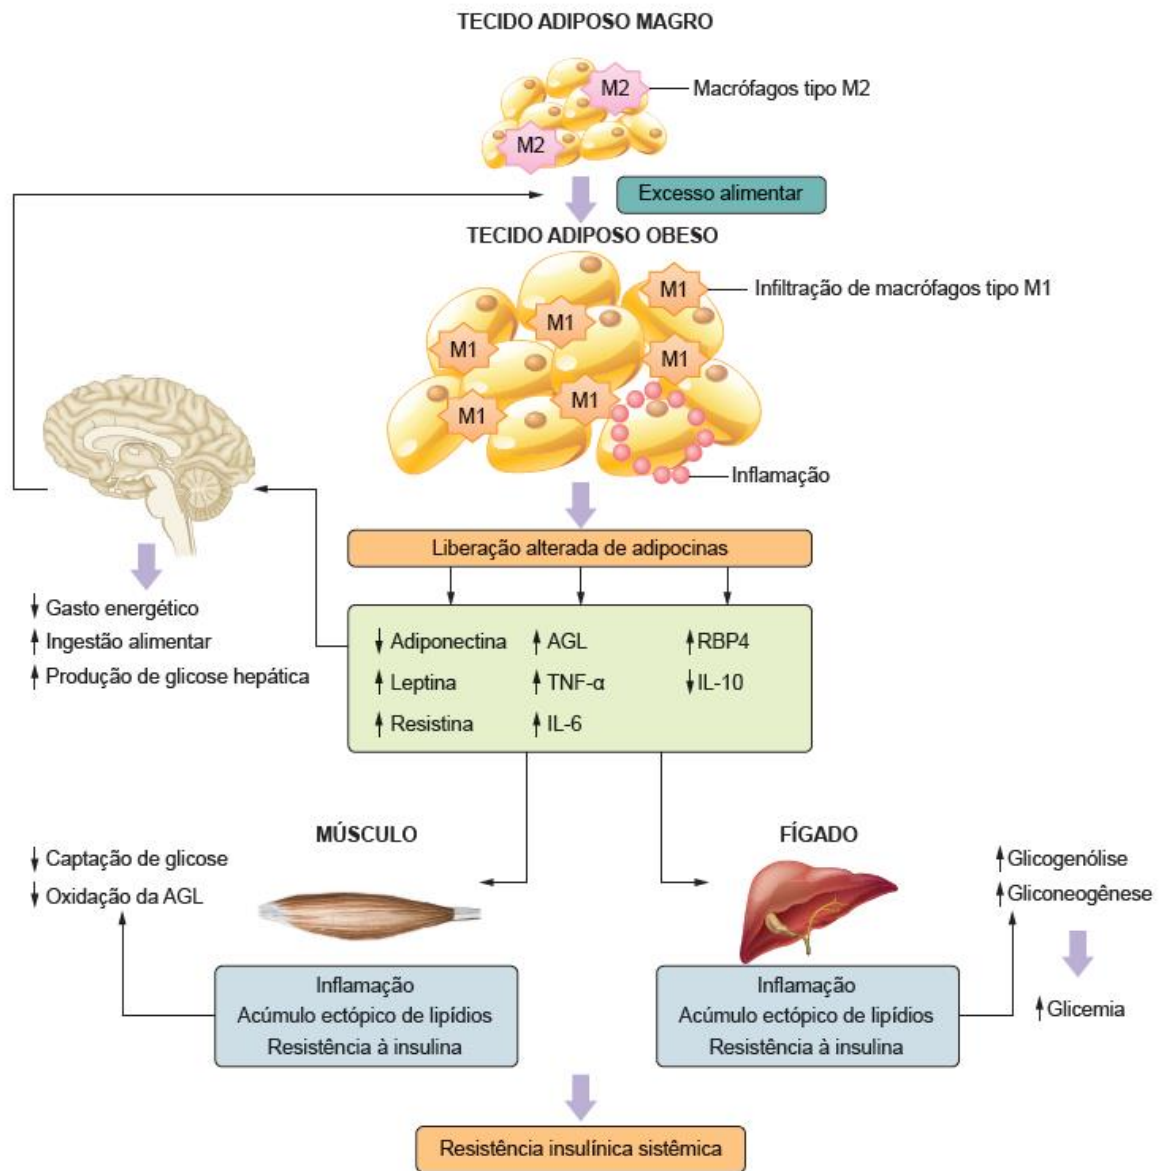 TECIDO ADIPOSO MAGRO
M2
Macrófagos tipo M2
M2
Excesso alimentar
TECIDO ADIPOSO OBESO
M1
Infiltração de macrófagos tipo M1
M1
M1
M1
M1
M1
Inflamação
Liberação alterada de adipocinas
↓ Gasto energético
↑ Ingestão alimentar
↑ Produção de glicose hepática
↓ Adiponectina
↑ Leptina
↑ Resistina
↑ AGL
↑ TNF-α
↑ IL-6
↑ RBP4
↓ IL-10
MÚSCULO
↓ Captação de glicose
↓ Oxidação da AGL
Inflamação
Acúmulo ectópico de lipídios
Resistência à insulina
FÍGADO
↑ Glicogenólise
↑ Gliconeogênese
↑ Glicemia
Inflamação
Acúmulo ectópico de lipídios
Resistência à insulina
Resistência insulínica sistêmica